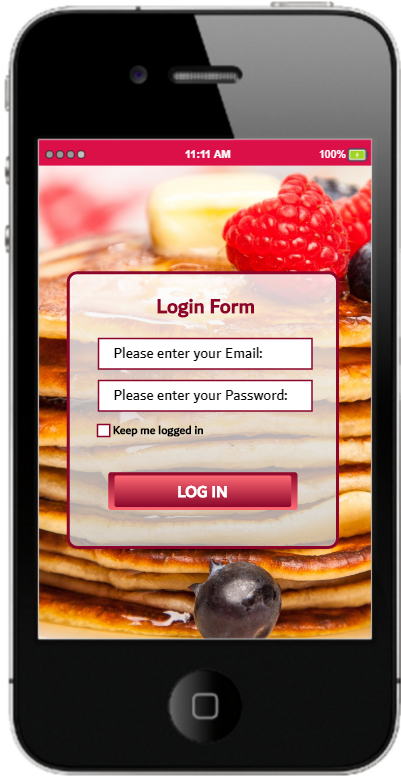 11:11 AM 100%
Login Form
Please enter your Email:
Please enter your Password:
Keep me logged in
LOG IN